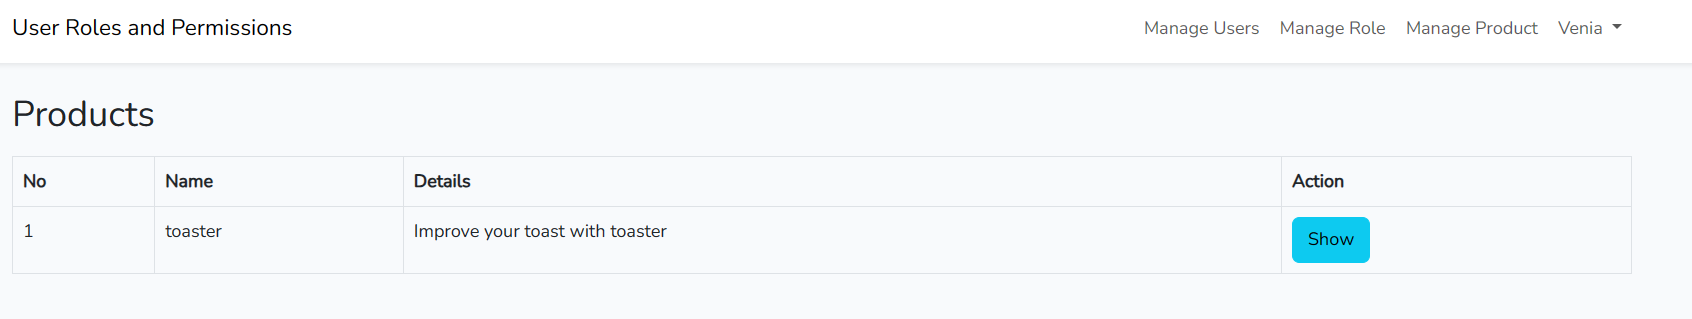 User Roles and Permissions Manage Users Manage Role Manage Product Venia
Products
No Name Details Action
1 toaster Improve your toast with toaster Show